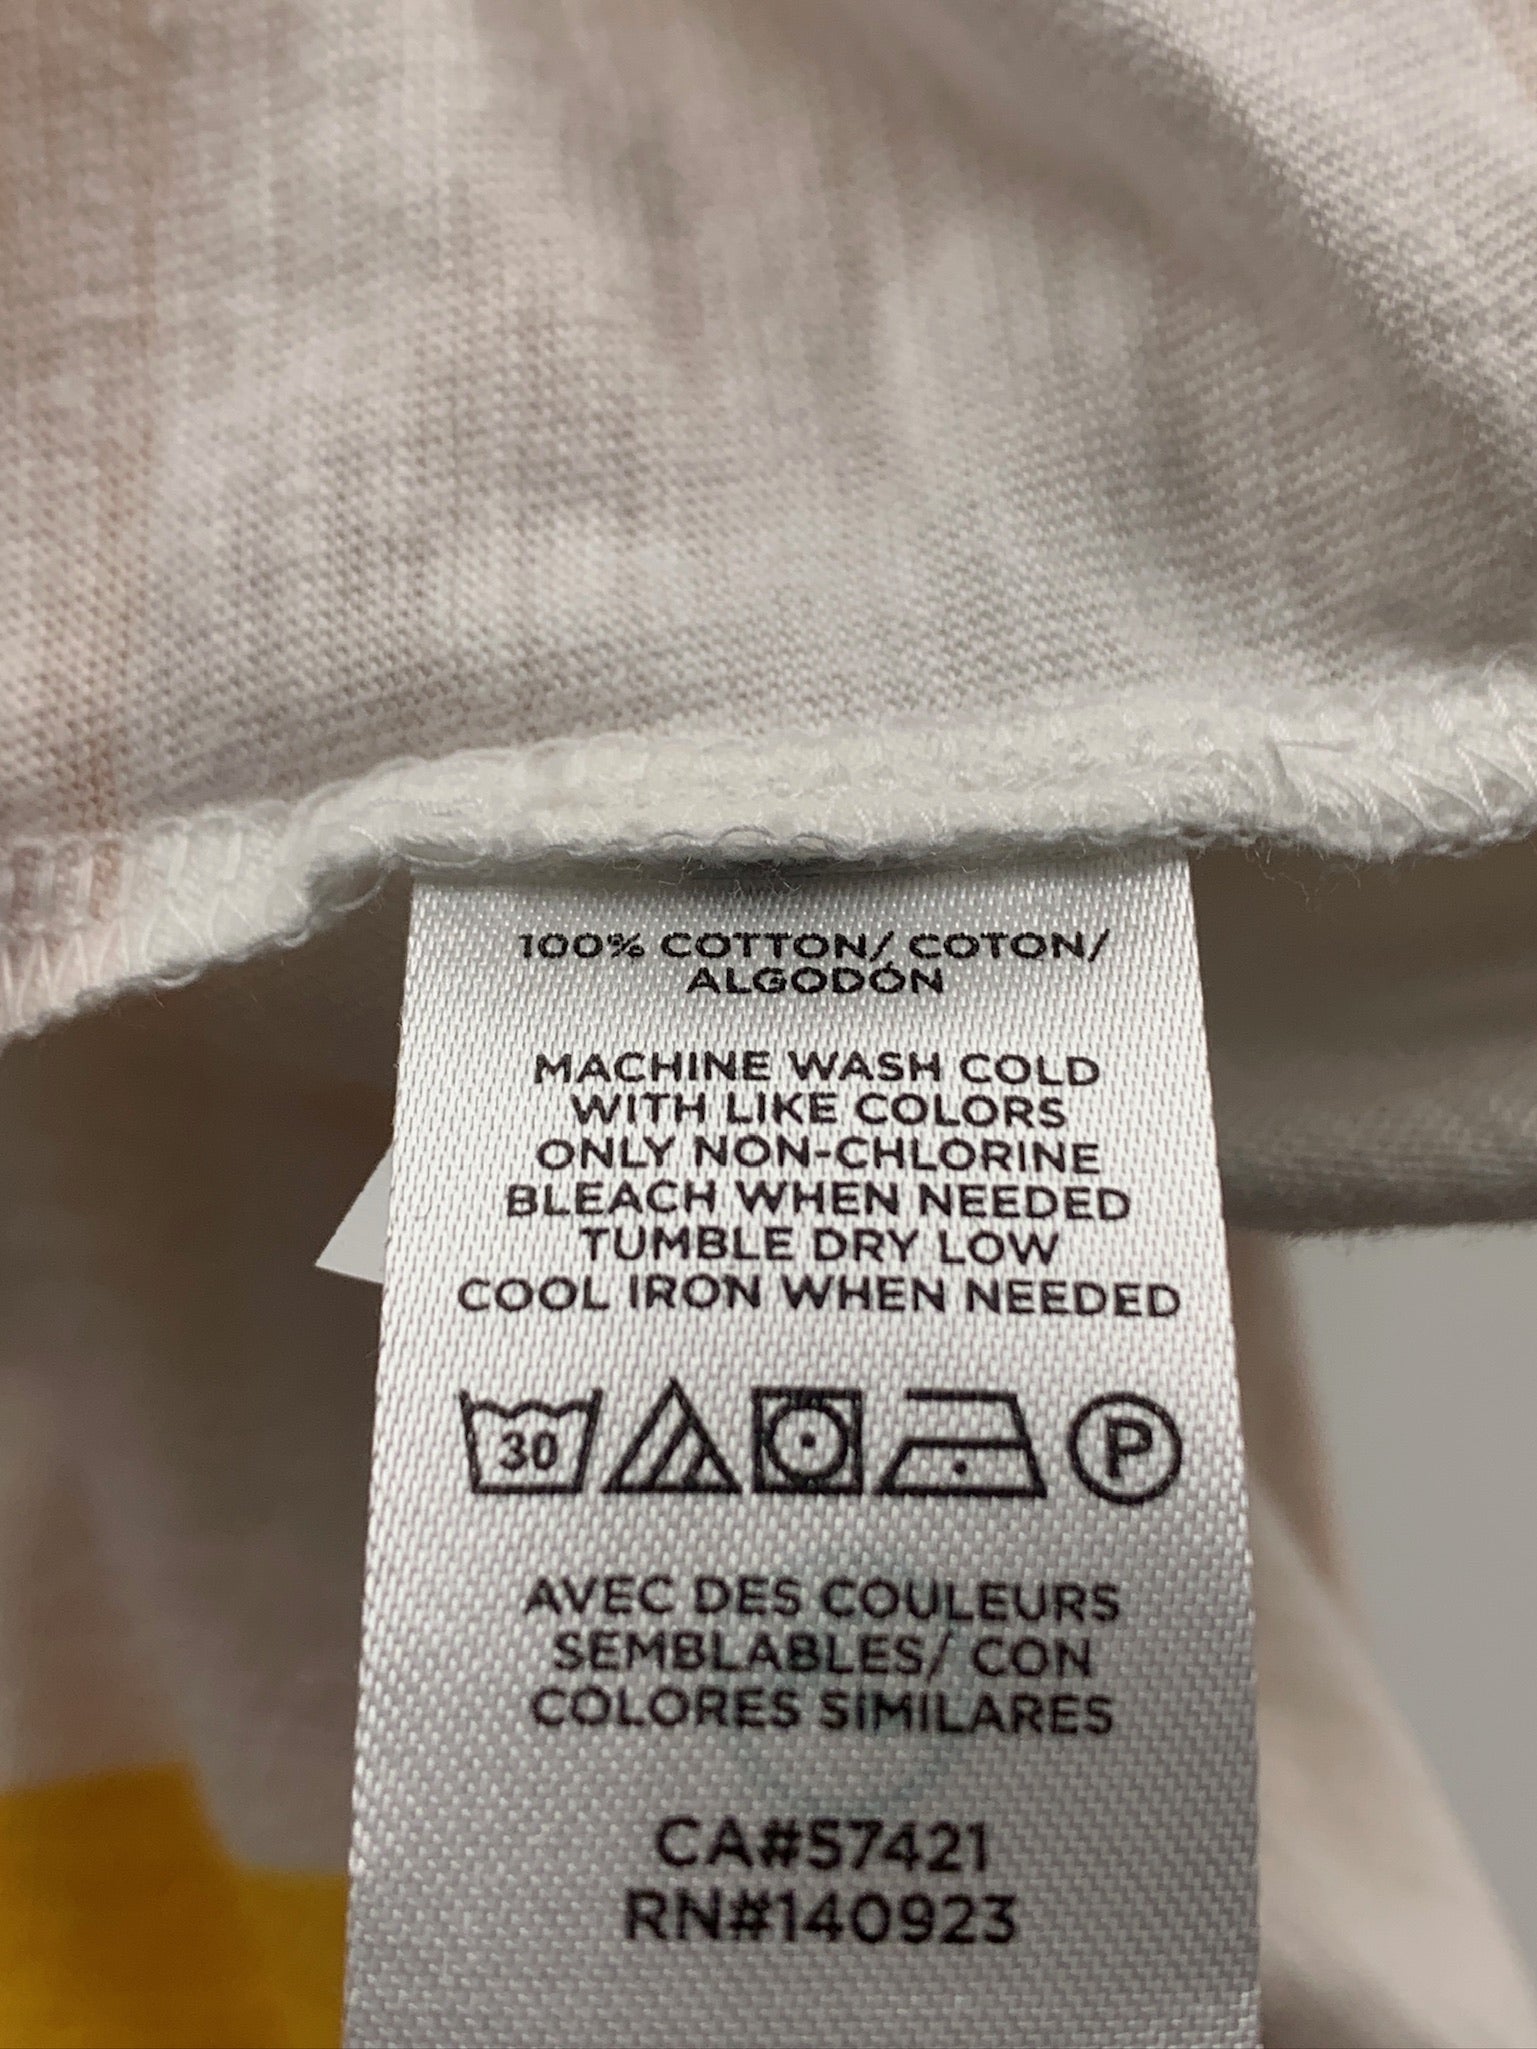 100% COTTON/ COTON/
ALGODÓN
MACHINE WASH COLD
WITH LIKE COLORS
ONLY NON-CHLORINE
BLEACH WHEN NEEDED
TUMBLE DRY LOW
COOL IRON WHEN NEEDED
30 P
AVEC DES COULEURS
SEMBLABLES/ CON
COLORES SIMILARES
CA#57421
RN#140923